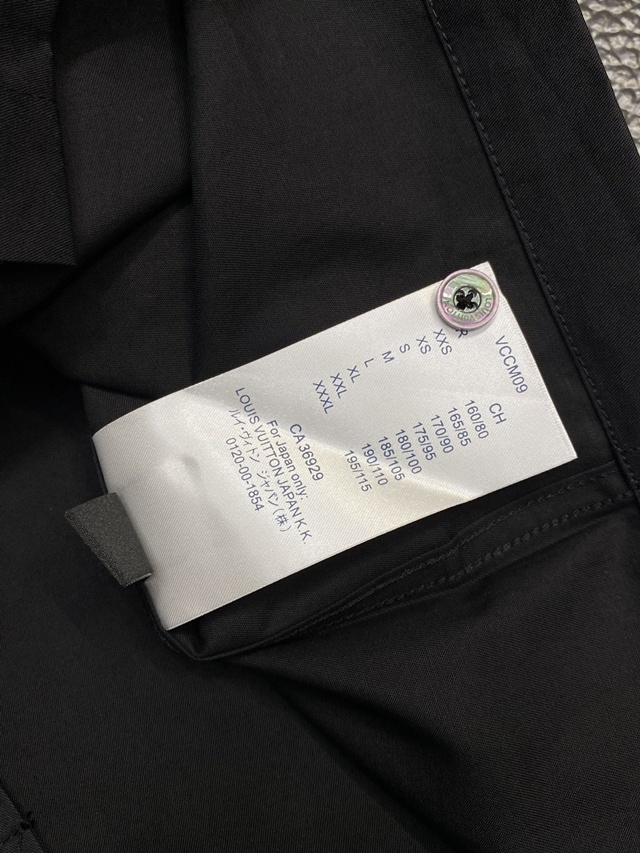 VCCM09
R CH
XXS 160/80
XS 165/85
S 170/90
M 175/95
L 180/100
XL 185/105
XXL 190/110
XXXL 195/115
CA 36929
For Japan only:
LOUIS VUITTON JAPAN K.K.
ルイ ヴィトン ジャパン(株)
0120-00-1854